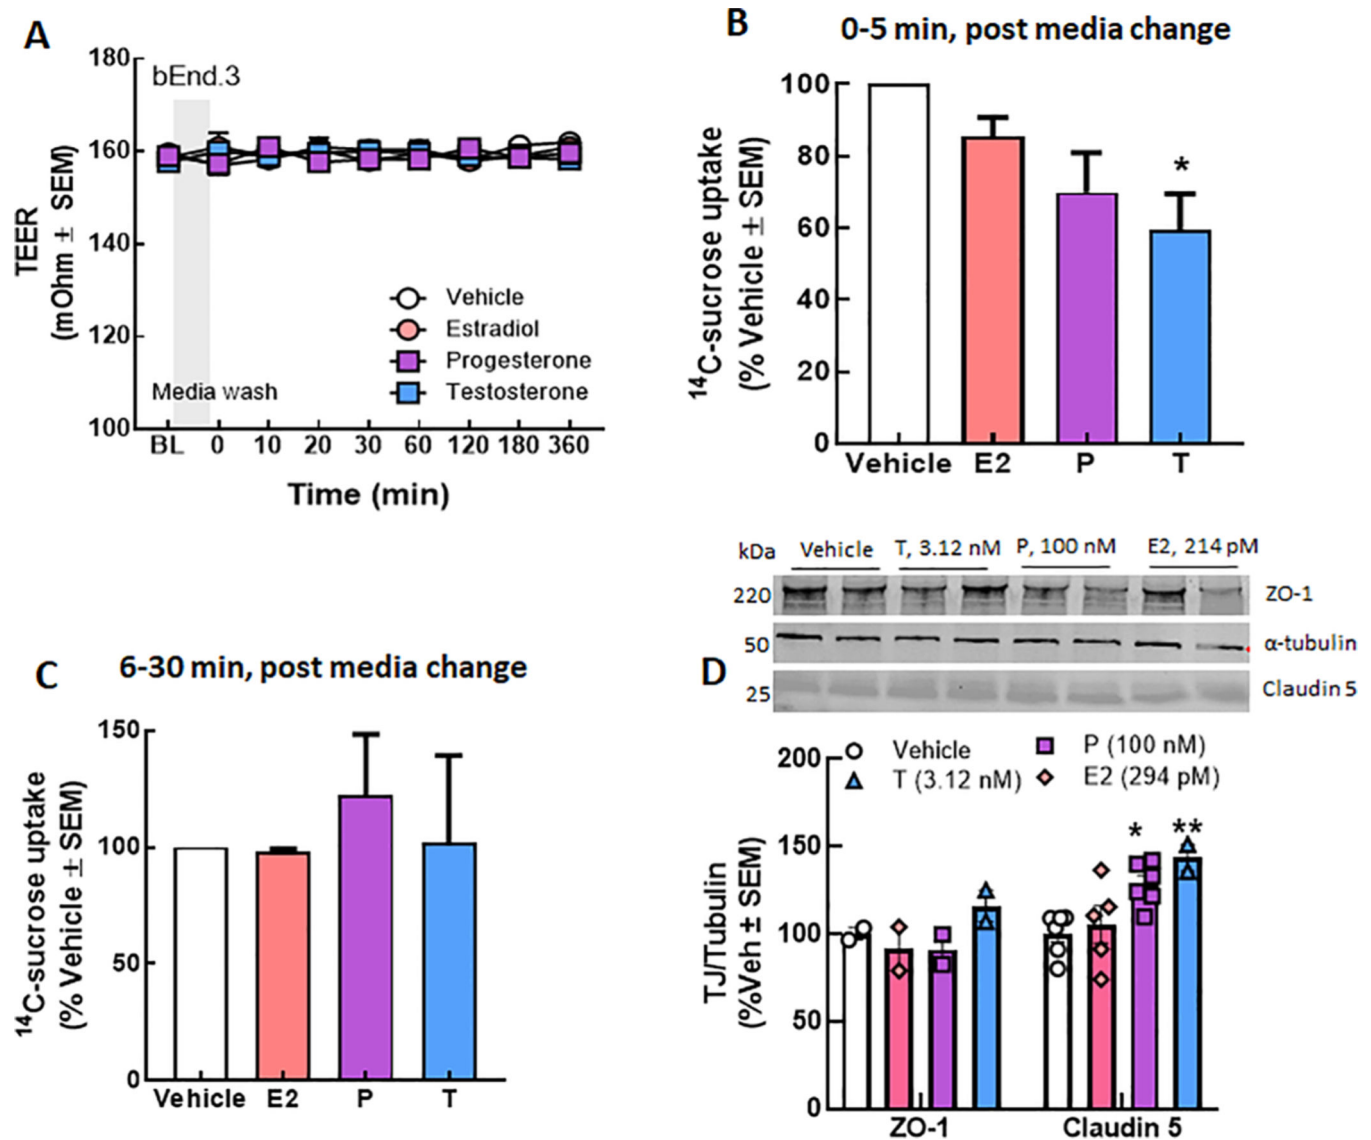 A
180
160
140
120
100
TEER
(mOhm ± SEM)
bEnd.3
Vehicle
Estradiol
Progesterone
Testosterone
Media wash
BL 0 10 20 30 60 120 180 360
Time (min)
B
0-5 min, post media change
100
80
60
40
20
0
14C-sucrose uptake
(% Vehicle ± SEM)
*
Vehicle E2 P T
C
6-30 min, post media change
150
100
50
0
14C-sucrose uptake
(% Vehicle ± SEM)
Vehicle E2 P T
D
kDa Vehicle T, 3.12 nM P, 100 nM E2, 214 pM
220 ZO-1
50 α-tubulin
25 Claudin 5
200
150
100
50
0
TJ/Tubulin
(%Veh ± SEM)
Vehicle P (100 nM)
T (3.12 nM) E2 (294 pM)
* **
ZO-1 Claudin 5